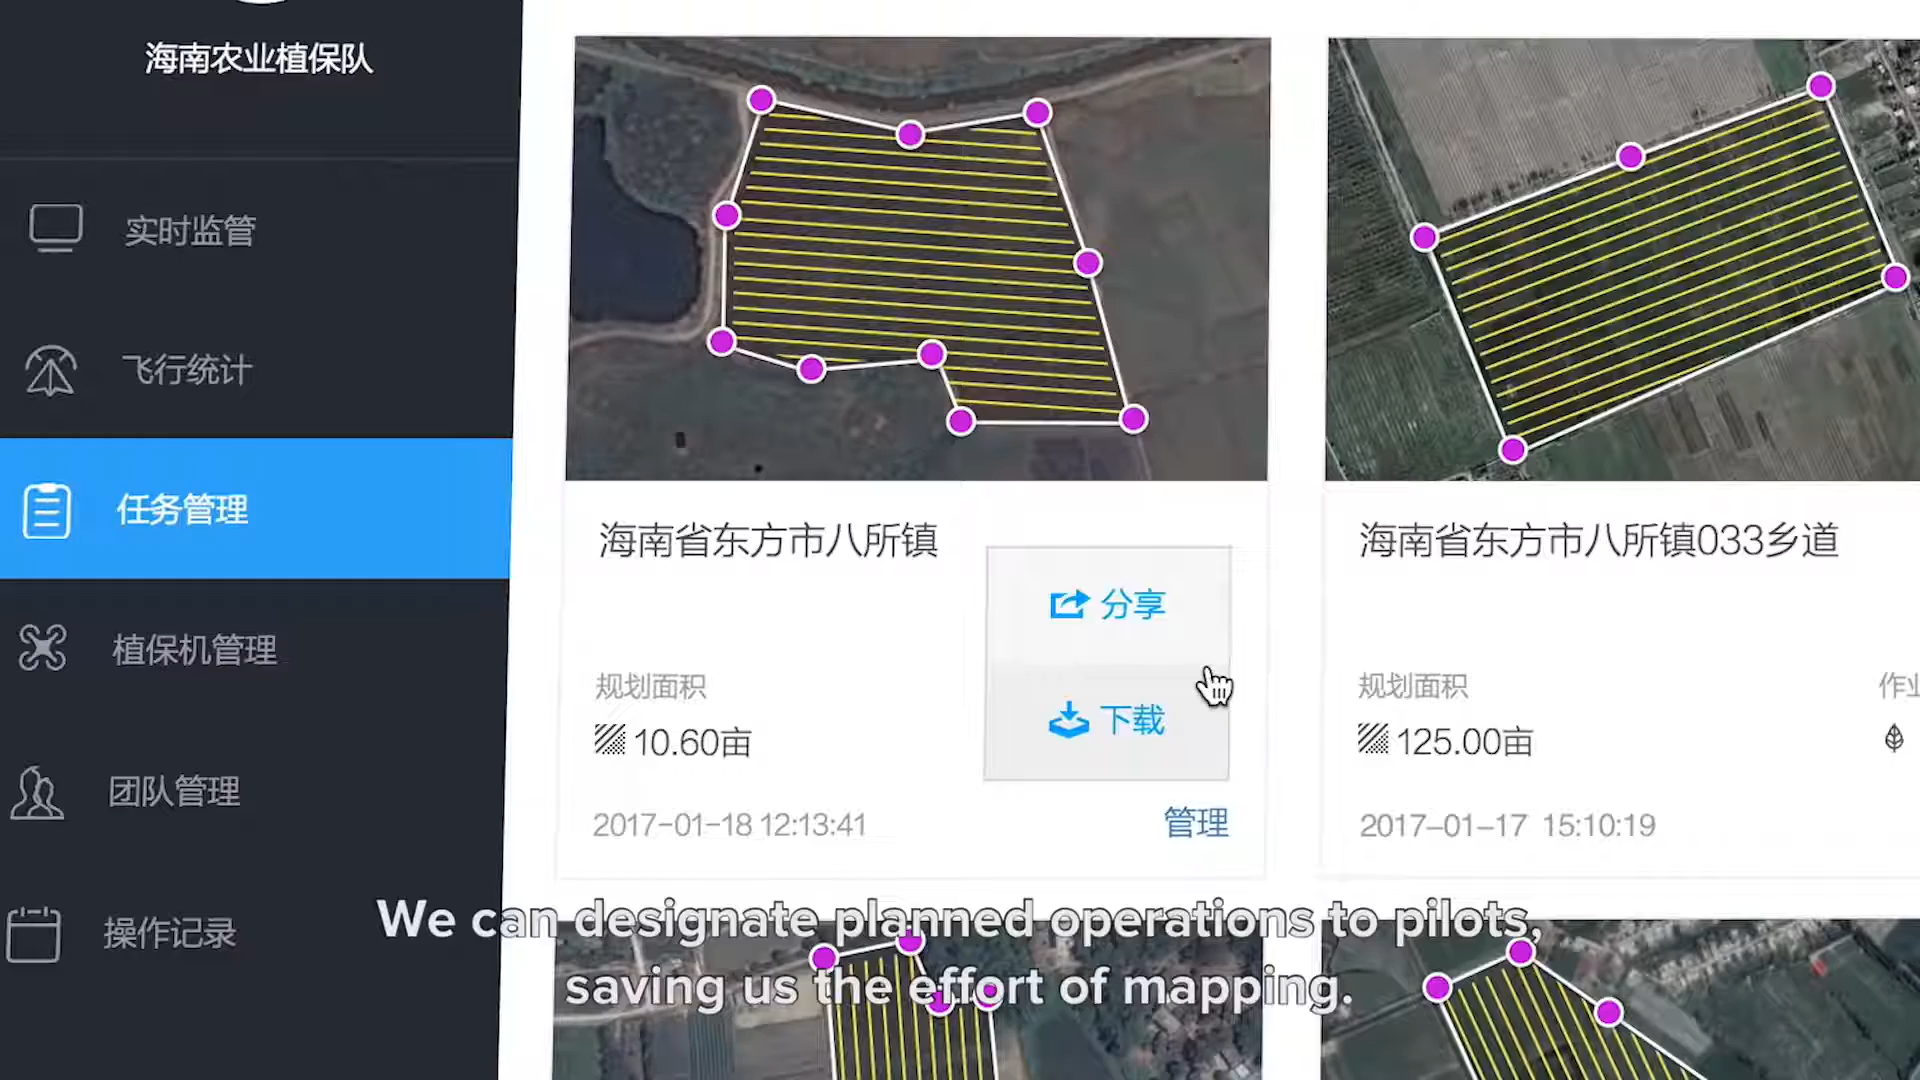 海南农业植保队
实时监管
飞行统计
任务管理
植保机管理
团队管理
操作记录
海南省东方市八所镇
分享
下载
规划面积
10.60亩
2017-01-18 12:13:41
管理
海南省东方市八所镇033乡道
规划面积
125.00亩
作业
2017-01-17 15:10:19
We can designate planned operations to pilots,
saving us the effort of mapping.